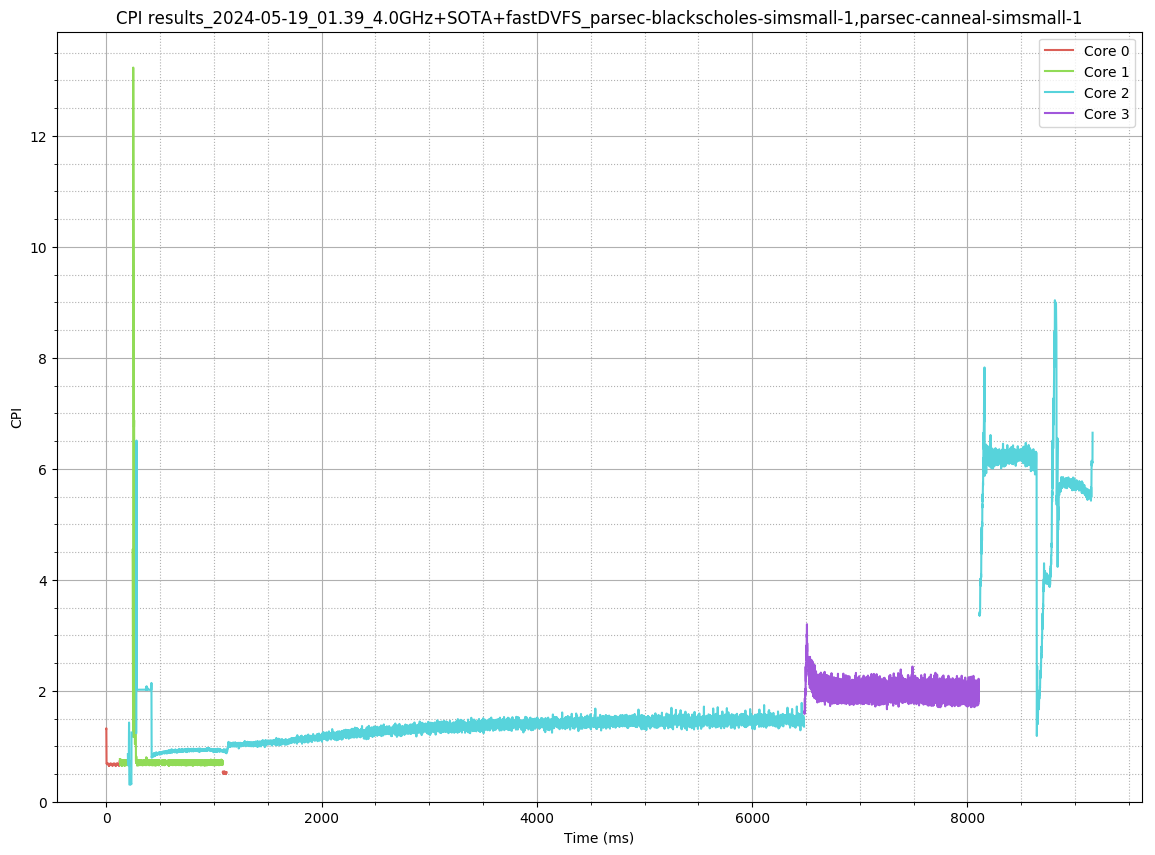 CPI results_2024-05-19_01.39_4.0GHz+SOTA+fastDVFS_parsec-blackscholes-simsmall-1,parsec-canneal-simsmall-1
Core 0
Core 1
Core 2
Core 3
12
10
8
6
4
2
0
CPI
0 2000 4000 6000 8000
Time (ms)